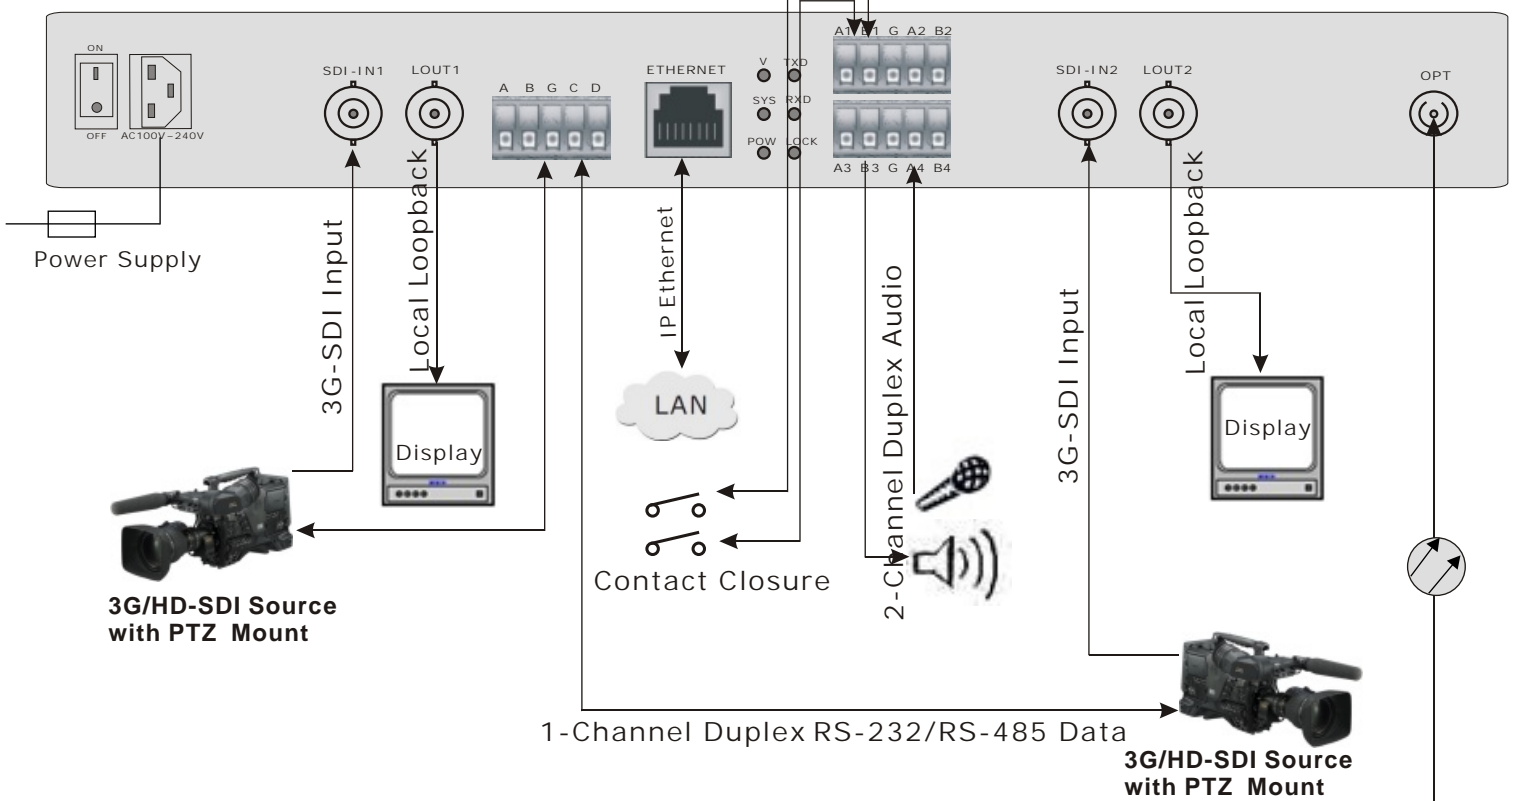 A1 B1 G A2 B2
ON
SDI-IN1 LOUT1
ETHERNET
V TXD
SDI-IN2 LOUT2
OPT
A B G C D
SYS RXD
OFF AC100V~240V
POW LOCK
A3 B3 G A4 B4
Power Supply
3G-SDI Input
Local Loopback
IP Ethernet
2-Channel Duplex Audio
3G-SDI Input
Local Loopback
LAN
Display
Display
Contact Closure
3G/HD-SDI Source
with PTZ Mount
1-Channel Duplex RS-232/RS-485 Data
3G/HD-SDI Source
with PTZ Mount